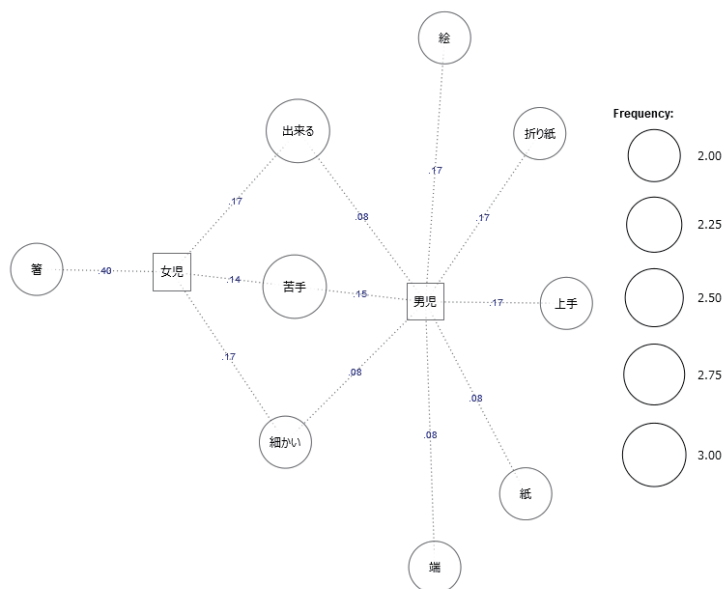 絵
Frequency:
出来る
折り紙
2.00
.17
.17
.08
.17
2.25
箸
.40
女児
.14
苦手
.15
男児
.17
上手
2.50
.17
.08
.08
2.75
.08
細かい
紙
3.00
端